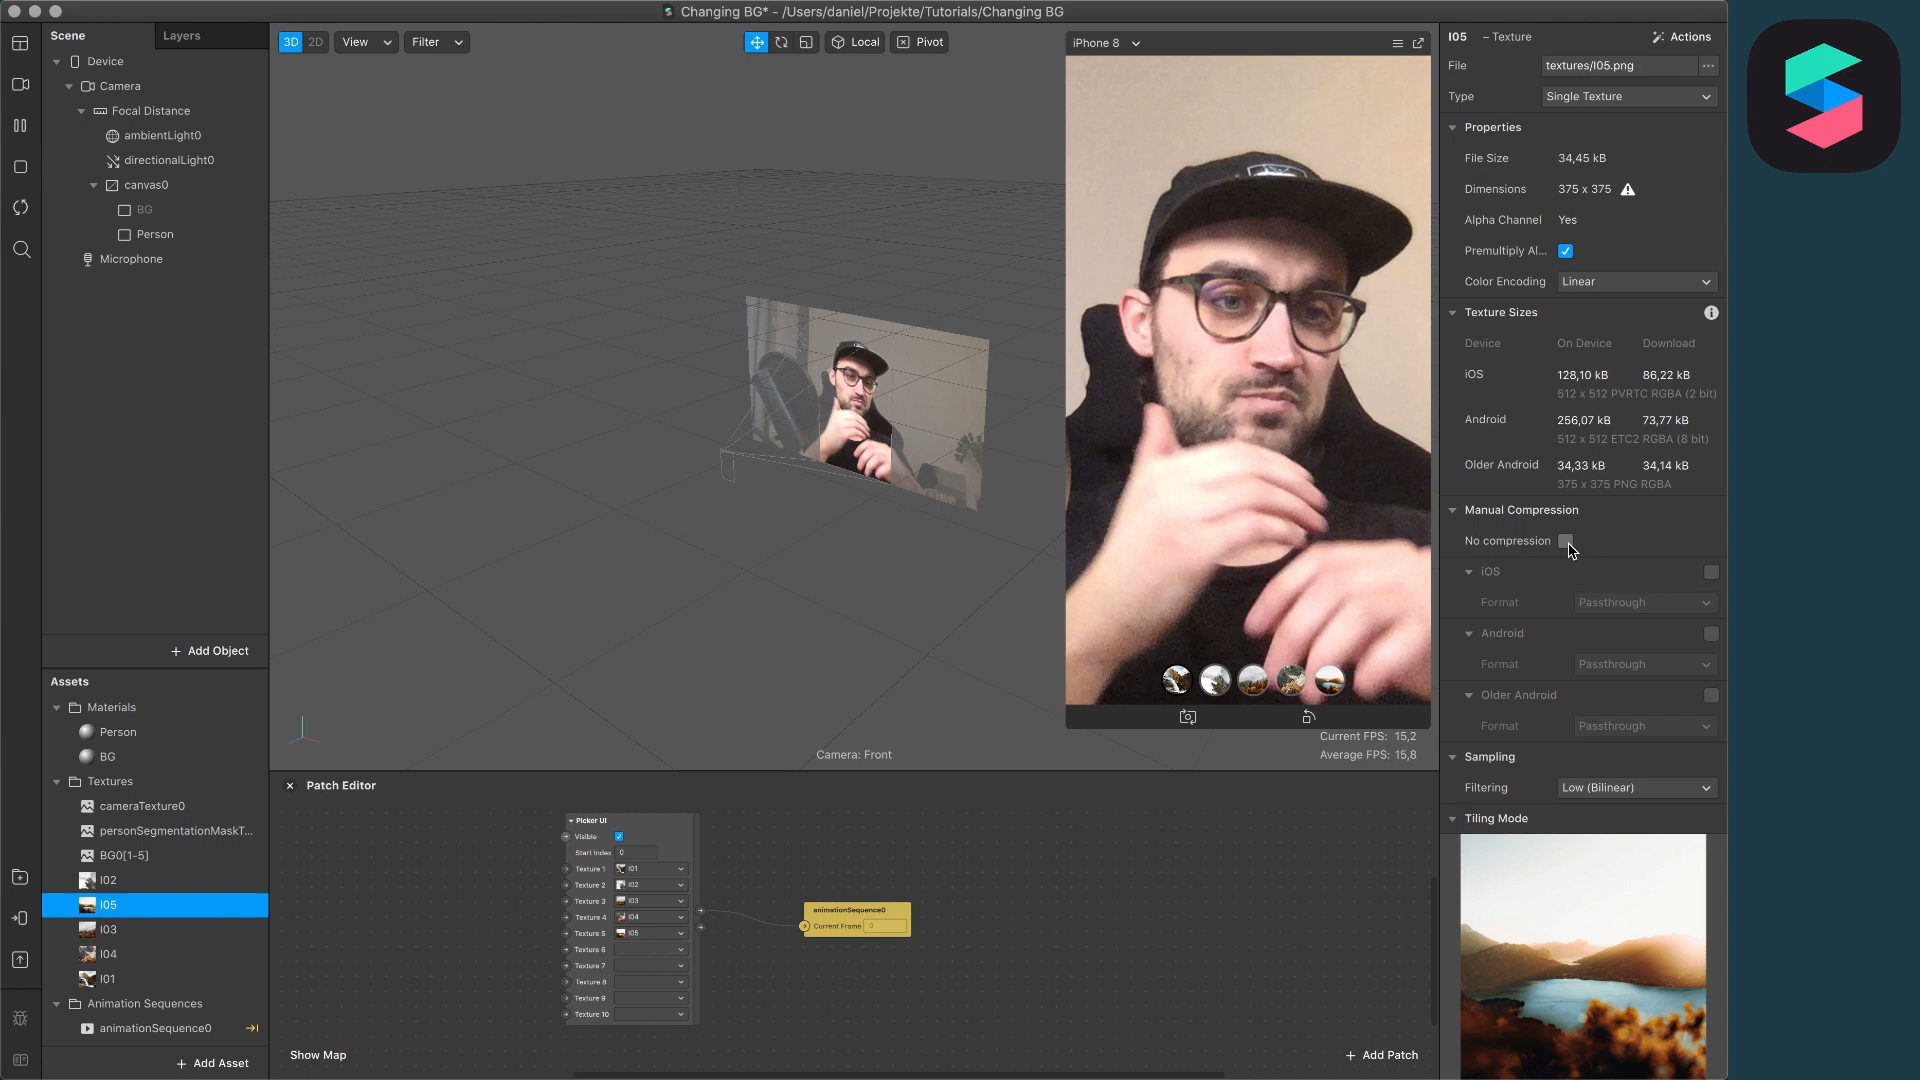 Changing BG* - /Users/daniel/Projekte/Tutorials/Changing BG
Scene
Layers
Device
Camera
Focal Distance
ambientLight0
directionalLight0
canvas0
BG
Person
Microphone
+ Add Object
Assets
Materials
Person
BG
Textures
cameraTexture0
personSegmentationMaskT...
BG0[1-5]
I02
I05
I03
I04
I01
Animation Sequences
animationSequence0
+ Add Asset
3D
2D
View
Filter
Local
Pivot
Camera: Front
iPhone 8
Current FPS: 15,2
Average FPS: 15,8
Patch Editor
Picker UI
Visible
Start Index 0
Texture 1 I01
Texture 2 I02
Texture 3 I03
Texture 4 I04
Texture 5 I05
Texture 6
Texture 7
Texture 8
Texture 9
Texture 10
animationSequence0
Current Frame 0
Show Map
+ Add Patch
I05 – Texture
Actions
File textures/I05.png ...
Type Single Texture
Properties
File Size 34,45 kB
Dimensions 375 x 375
Alpha Channel Yes
Premultiply Al...
Color Encoding Linear
Texture Sizes
Device On Device Download
iOS 128,10 kB 86,22 kB
512 x 512 PVRTC RGBA (2 bit)
Android 256,07 kB 73,77 kB
512 x 512 ETC2 RGBA (8 bit)
Older Android 34,33 kB 34,14 kB
375 x 375 PNG RGBA
Manual Compression
No compression
iOS
Format Passthrough
Android
Format Passthrough
Older Android
Format Passthrough
Sampling
Filtering Low (Bilinear)
Tiling Mode